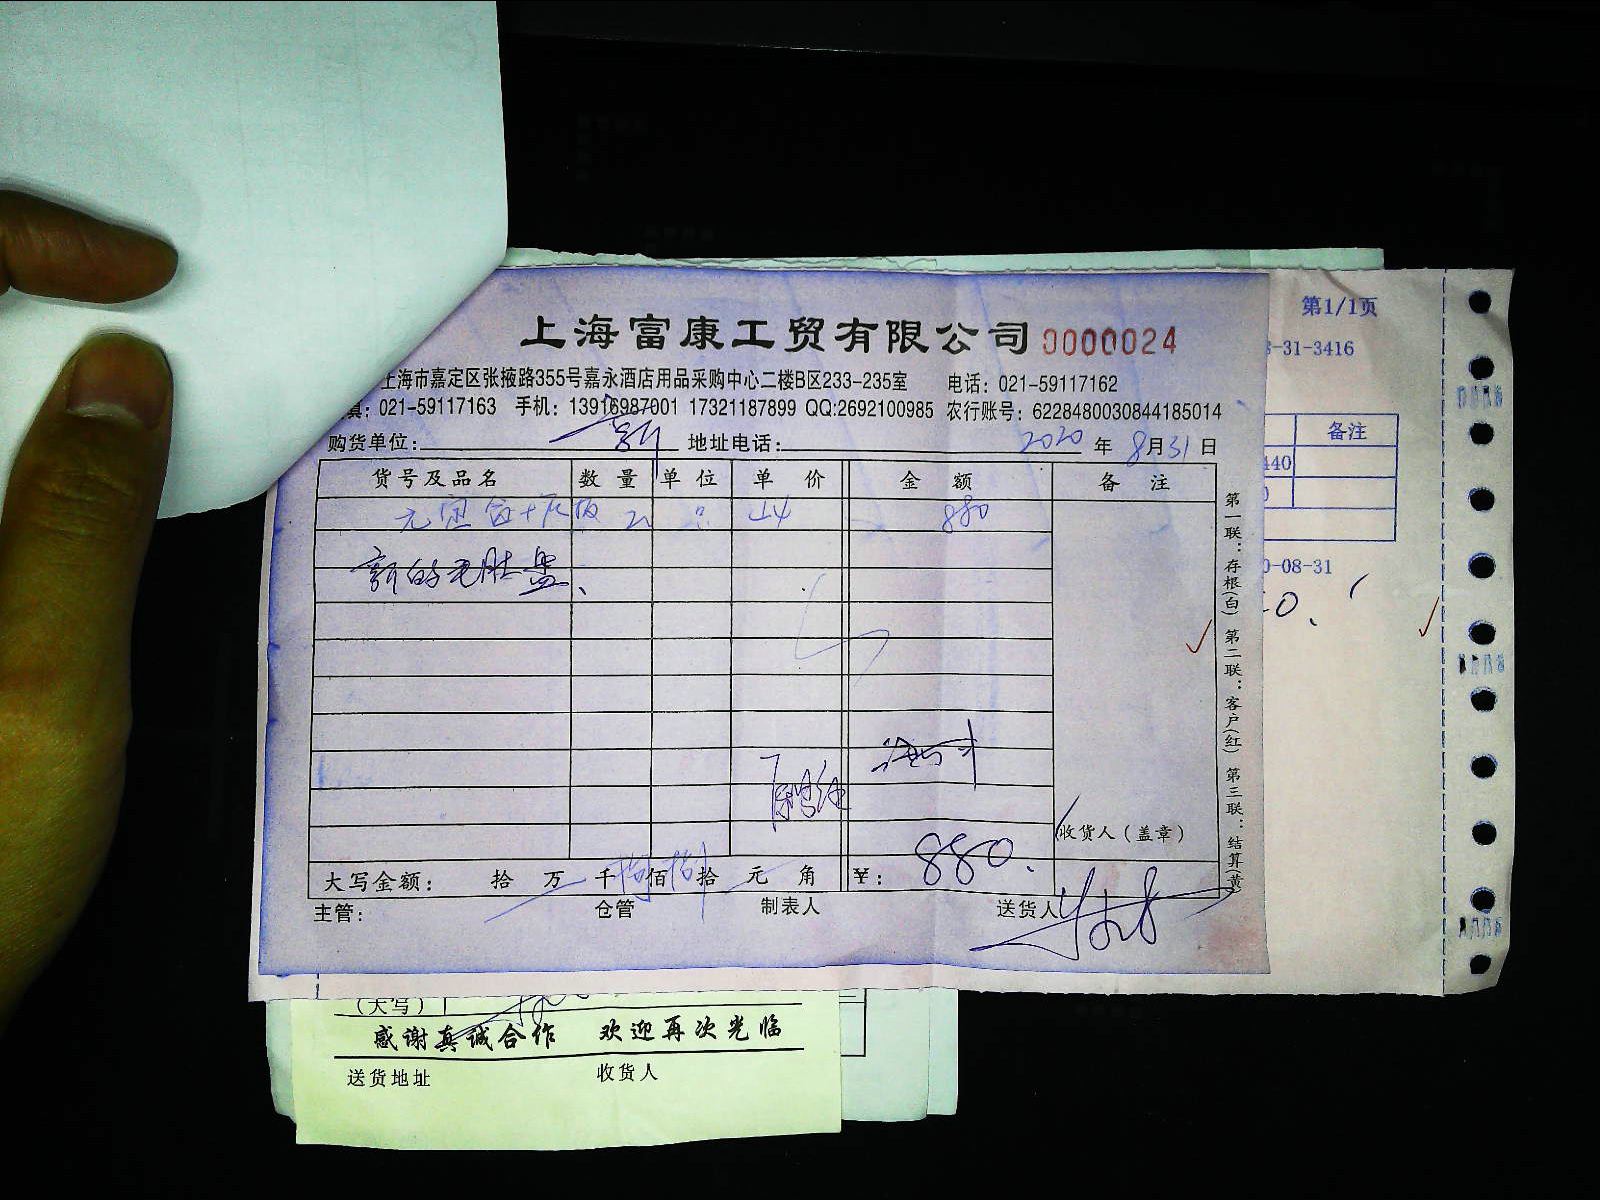 上海富康工贸有限公司 0000024
上海市嘉定区张掖路355号嘉永酒店用品采购中心二楼B区233-235室 电话：021-59117162
真：021-59117163 手机：13916987001 17321187899 QQ:2692100985 农行账号：6228480030844185014
购货单位： 地址电话： 2020 年 8月31日
货号及品名 数量 单位 单价 金额 备注
元宝 880
新的毛肚盘、
收货人（盖章）
大写金额： 拾 万 千 捌 佰 捌 拾 元 角 ￥：880.
主管： 仓管 制表人 送货人
第一联：存根(白) 第二联：客户(红) 第三联：结算(黄)
第1/1页
-31-3416
备注
440
0
0-08-31
（大写）
感谢真诚合作 欢迎再次光临
送货地址 收货人